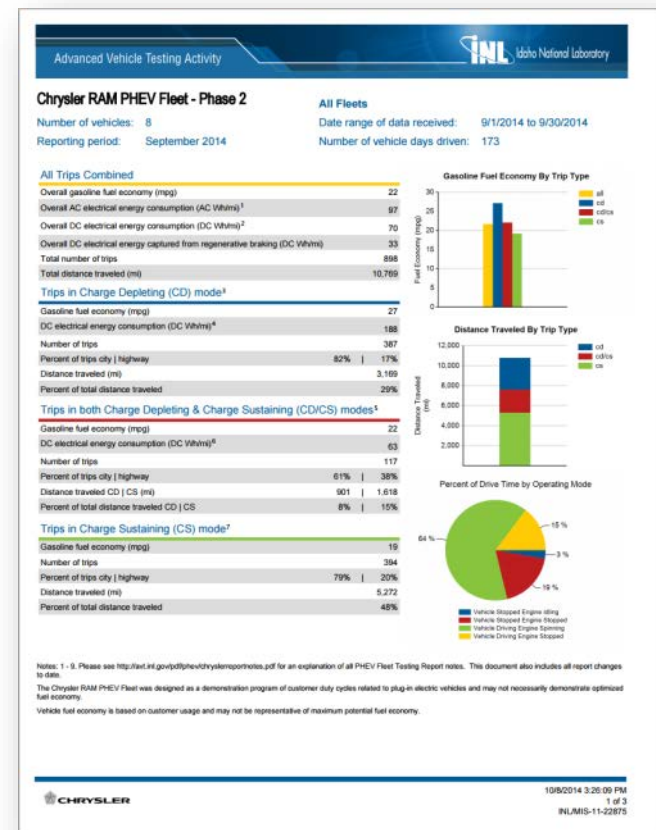 Advanced Vehicle Testing Activity
INL Idaho National Laboratory
Chrysler RAM PHEV Fleet - Phase 2
Number of vehicles: 8
Reporting period: September 2014
All Fleets
Date range of data received: 9/1/2014 to 9/30/2014
Number of vehicle days driven: 173
All Trips Combined
Overall gasoline fuel economy (mpg) 22
Overall AC electrical energy consumption (AC Wh/mi)¹ 97
Overall DC electrical energy consumption (DC Wh/mi)² 70
Overall DC electrical energy captured from regenerative braking (DC Wh/mi) 33
Total number of trips 898
Total distance traveled (mi) 10,769
Trips in Charge Depleting (CD) mode³
Gasoline fuel economy (mpg) 27
DC electrical energy consumption (DC Wh/mi)⁴ 188
Number of trips 387
Percent of trips city | highway 82% | 17%
Distance traveled (mi) 3,169
Percent of total distance traveled 29%
Trips in both Charge Depleting & Charge Sustaining (CD/CS) modes⁵
Gasoline fuel economy (mpg) 22
DC electrical energy consumption (DC Wh/mi)⁶ 63
Number of trips 117
Percent of trips city | highway 61% | 38%
Distance traveled CD | CS (mi) 901 | 1,618
Percent of total distance traveled CD | CS 8% | 15%
Trips in Charge Sustaining (CS) mode⁷
Gasoline fuel economy (mpg) 19
Number of trips 394
Percent of trips city | highway 79% | 20%
Distance traveled (mi) 5,272
Percent of total distance traveled 48%
Gasoline Fuel Economy By Trip Type
Fuel Economy (mpg)
30
25
20
15
10
5
0
all
cd
cd/cs
cs
Distance Traveled By Trip Type
Distance Traveled
(mi)
12,000
10,000
8,000
6,000
4,000
2,000
cd
cd/cs
cs
Percent of Drive Time by Operating Mode
64 %
15 %
3 %
19 %
Vehicle Stopped Engine Idling
Vehicle Stopped Engine Stopped
Vehicle Driving Engine Spinning
Vehicle Driving Engine Stopped
Notes: 1 - 9. Please see http://avt.inl.gov/pdf/phev/chryslerreportnotes.pdf for an explanation of all PHEV Fleet Testing Report notes. This document also includes all report changes
to date.
The Chrysler RAM PHEV Fleet was designed as a demonstration program of customer duty cycles related to plug-in electric vehicles and may not necessarily demonstrate optimized
fuel economy.
Vehicle fuel economy is based on customer usage and may not be representative of maximum potential fuel economy.
CHRYSLER
10/8/2014 3:26:09 PM
1 of 3
INL/MIS-11-22875